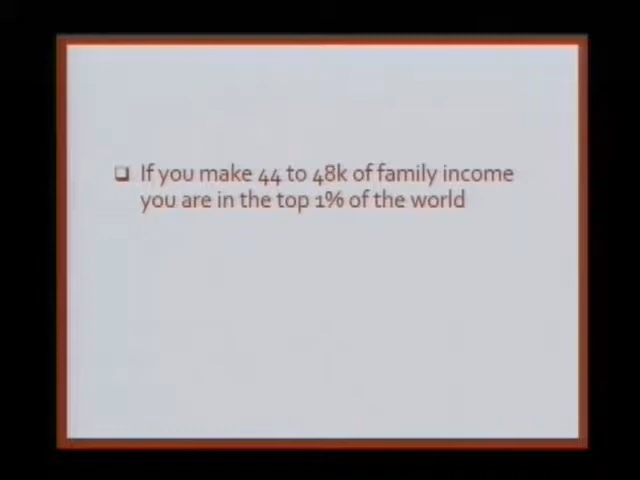 If you make 44 to 48k of family income
you are in the top 1% of the world